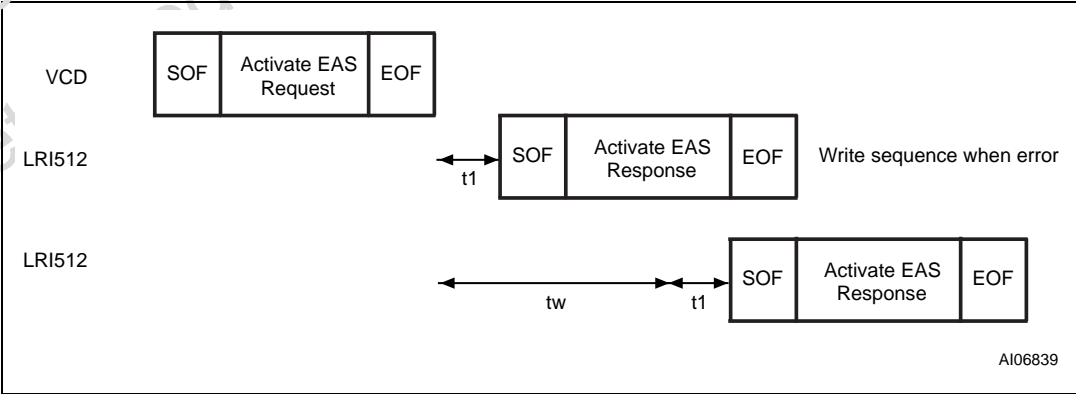 VCD
SOF
Activate EAS
Request
EOF
LRI512
t1
SOF
Activate EAS
Response
EOF
Write sequence when error
LRI512
tw
t1
SOF
Activate EAS
Response
EOF
AI06839